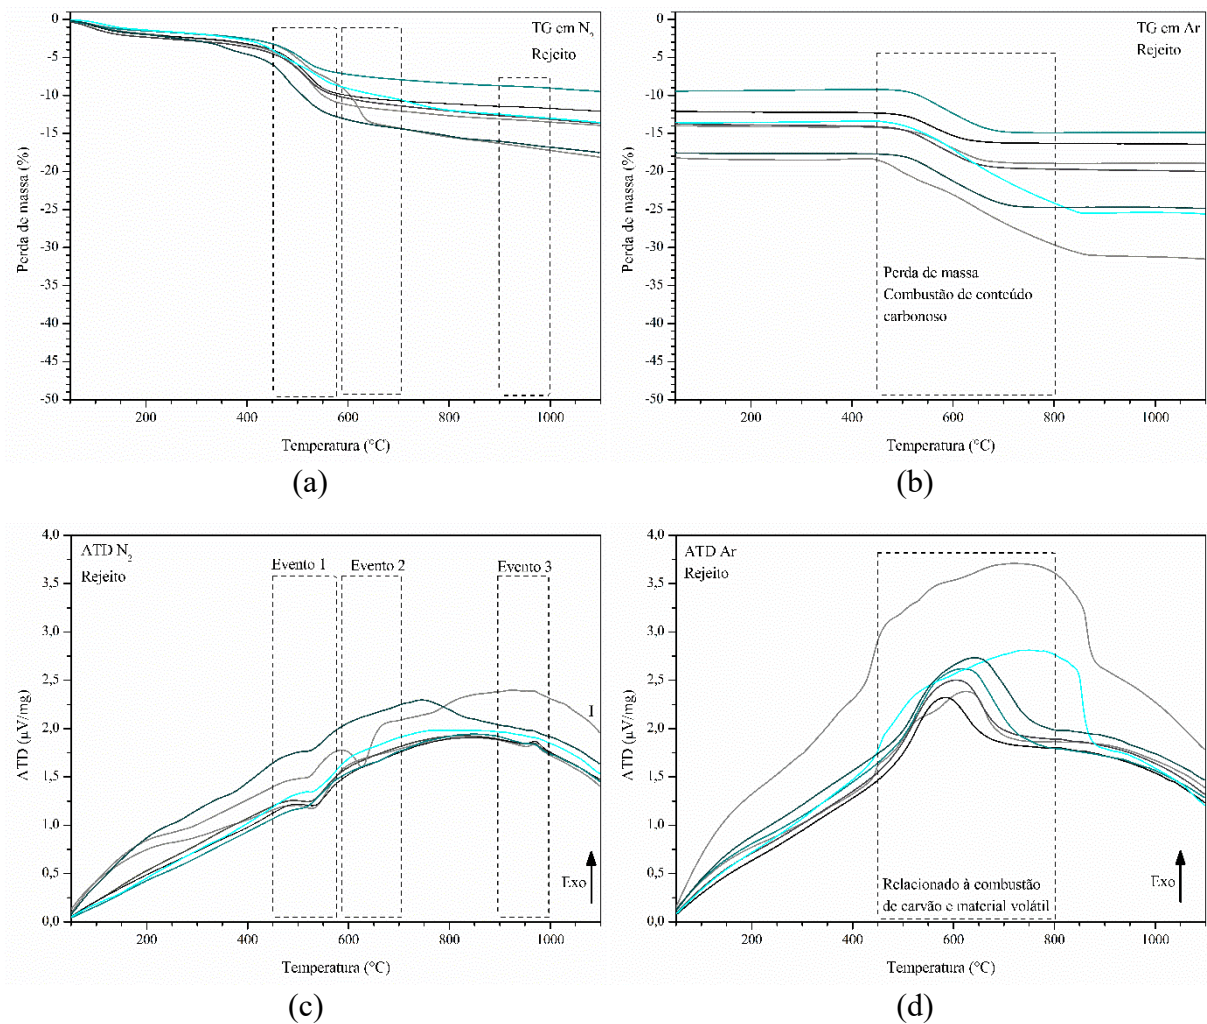 0
-5
-10
-15
-20
-25
-30
-35
-40
-45
-50
Perda de massa (%)
TG em N2
Rejeito
200
400
600
800
1000
Temperatura (°C)
(a)
0
-5
-10
-15
-20
-25
-30
-35
-40
-45
-50
Perda de massa (%)
TG em Ar
Rejeito
Perda de massa
Combustão de conteúdo
carbonoso
200
400
600
800
1000
Temperatura (°C)
(b)
4,0
3,5
3,0
2,5
2,0
1,5
1,0
0,5
0,0
ATD (µV/mg)
ATD N2
Rejeito
Evento 1
Evento 2
Evento 3
I
Exo
200
400
600
800
1000
Temperatura (°C)
(c)
4,0
3,5
3,0
2,5
2,0
1,5
1,0
0,5
0,0
ATD (µV/mg)
ATD Ar
Rejeito
Relacionado à combustão
de carvão e material volátil
Exo
200
400
600
800
1000
Temperatura (°C)
(d)